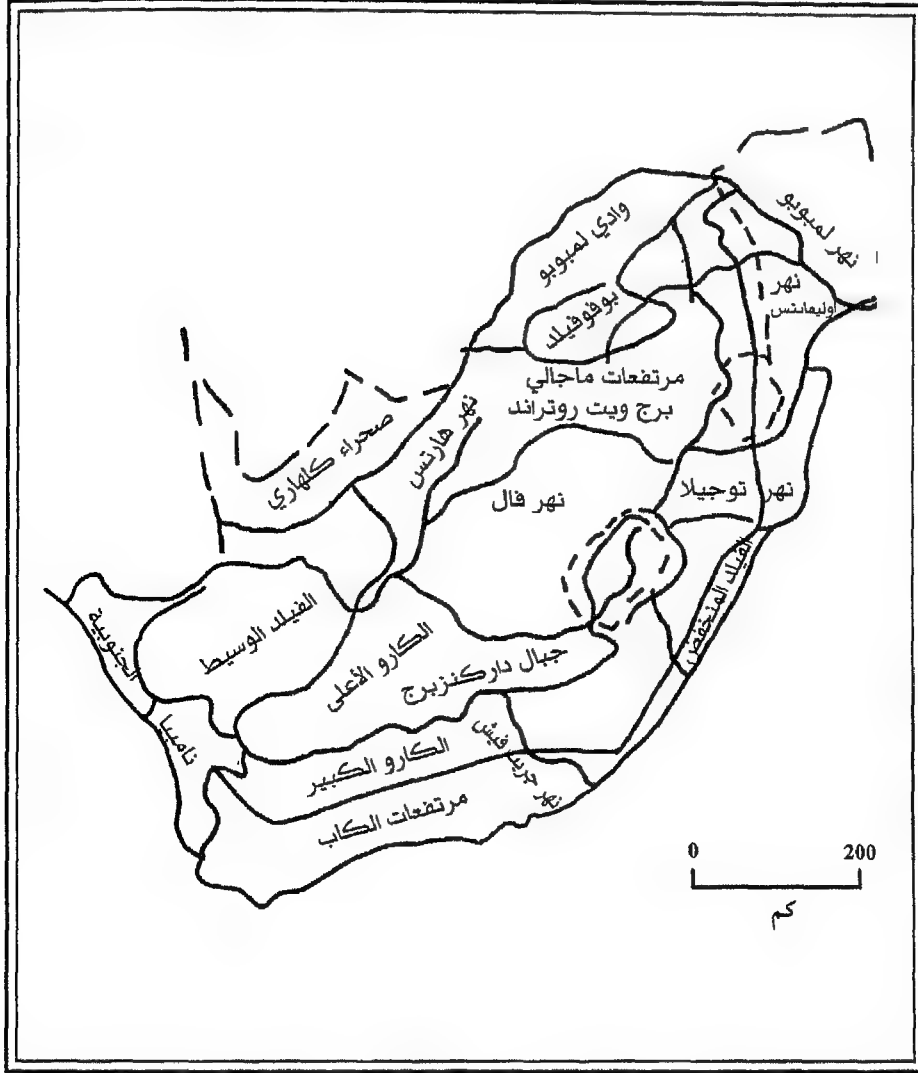 نهر لمبوبو
وادي لمبوبو
نهر
أوليفانتس
بوفوفيلد
مرتفعات ماجالي
برج ويت روتراند
نهر هارتس
صحراء كلهاري
نهر فال
نهر توجيلا
الفيلد المنخفض
الفيلد الوسيط
الجنوبية
ناميبيا
الكارو الأعلى
جبال داركنزبرج
الكارو الكبير
نهر جريت فيش
مرتفعات الكاب
0 200
كم